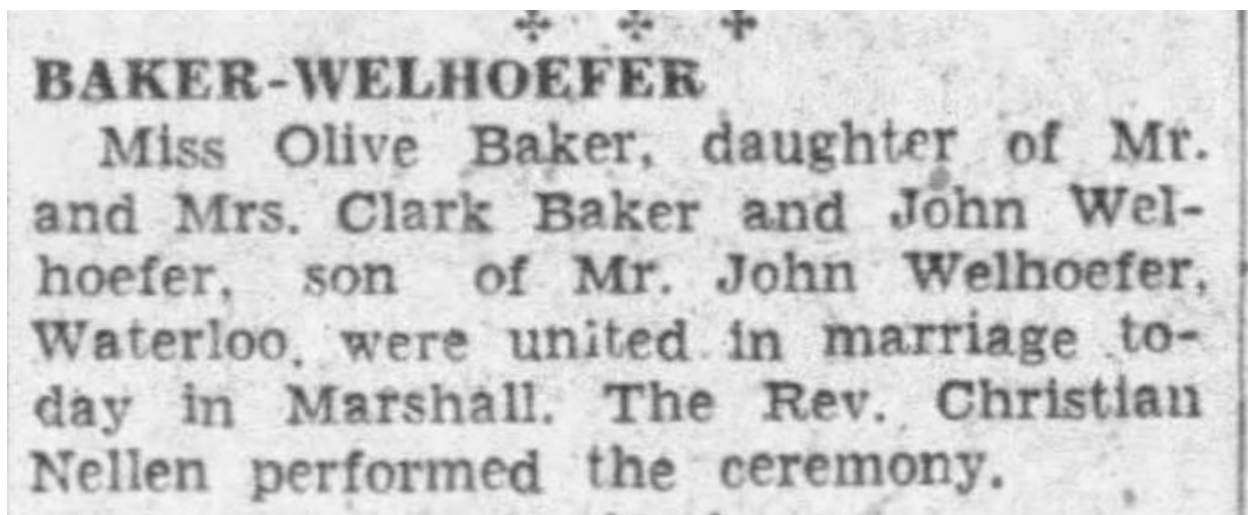 BAKER-WELHOEFER
Miss Olive Baker, daughter of Mr.
and Mrs. Clark Baker and John Wel-
hoefer, son of Mr. John Welhoefer,
Waterloo, were united in marriage to-
day in Marshall. The Rev. Christian
Nellen performed the ceremony.